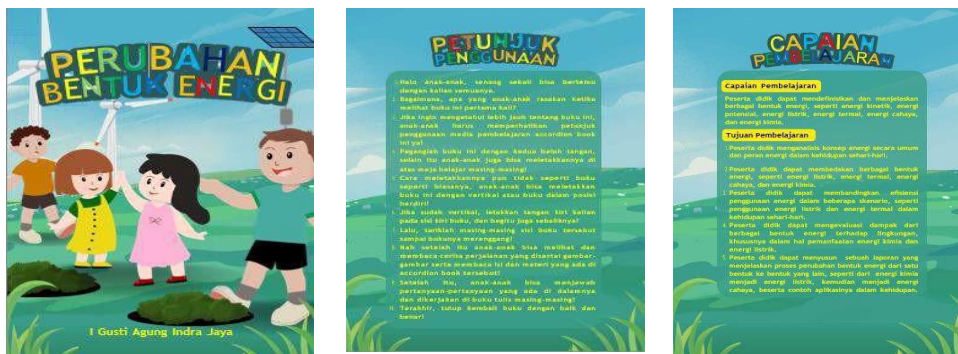 PERUBAHAN
BENTUK ENERGI
I Gusti Agung Indra Jaya
PETUNJUK
PENGGUNAAN
1. Halo anak-anak, senang sekali bisa bertemu
dengan kalian semuanya.
2. Bagaimana, apa yang anak-anak rasakan ketika
melihat buku ini pertama kali?
3. Jika ingin mengetahui lebih jauh tentang buku ini,
anak-anak harus memperhatikan petunjuk
penggunaan media pembelajaran accordion book
ini ya!
4. Peganglah buku ini dengan kedua belah tangan,
selain itu anak-anak juga bisa meletakkannya di
atas meja belajar masing-masing!
5. Cara meletakkannya pun tidak seperti buku
seperti biasanya, anak-anak bisa meletakkan
buku ini dengan vertikal atau buku dalam posisi
berdiri!
6. Jika sudah vertikal, letakkan tangan kiri kalian
pada sisi kiri buku, dan begitu juga sebaliknya!
7. Lalu, tariklah masing-masing sisi buku tersebut
sampai bukunya merenggang!
8. Nah setelah itu anak-anak bisa melihat dan
membaca cerita perjalanan yang disertai gambar-
gambar serta membaca isi dan materi yang ada di
accordion book tersebut!
9. Setelah itu, anak-anak bisa menjawab
pertanyaan-pertanyaan yang ada di dalamnya
dan dikerjakan di buku tulis masing-masing!
10. Terakhir, tutup kembali buku dengan baik dan
benar!
CAPAIAN
PEMBELAJARAN
Capaian Pembelajaran
Peserta didik dapat mendefinisikan dan menjelaskan
berbagai bentuk energi, seperti energi kinetik, energi
potensial, energi listrik, energi termal, energi cahaya,
dan energi kimia.
Tujuan Pembelajaran
1. Peserta didik menganalisis konsep energi secara umum
dan peran energi dalam kehidupan sehari-hari.
2. Peserta didik dapat membedakan berbagai bentuk
energi, seperti energi listrik, energi termal, energi
cahaya, dan energi kimia.
3. Peserta didik dapat membandingkan efisiensi
penggunaan energi dalam beberapa skenario, seperti
penggunaan energi listrik dan energi termal dalam
kehidupan sehari-hari.
4. Peserta didik dapat mengevaluasi dampak dari
berbagai bentuk energi terhadap lingkungan,
khususnya dalam hal pemanfaatan energi kimia dan
energi listrik.
5. Peserta didik dapat menyusun sebuah laporan yang
menjelaskan proses perubahan bentuk energi dari satu
bentuk ke bentuk yang lain, seperti dari energi kimia
menjadi energi listrik, kemudian menjadi energi
cahaya, beserta contoh aplikasinya dalam kehidupan.